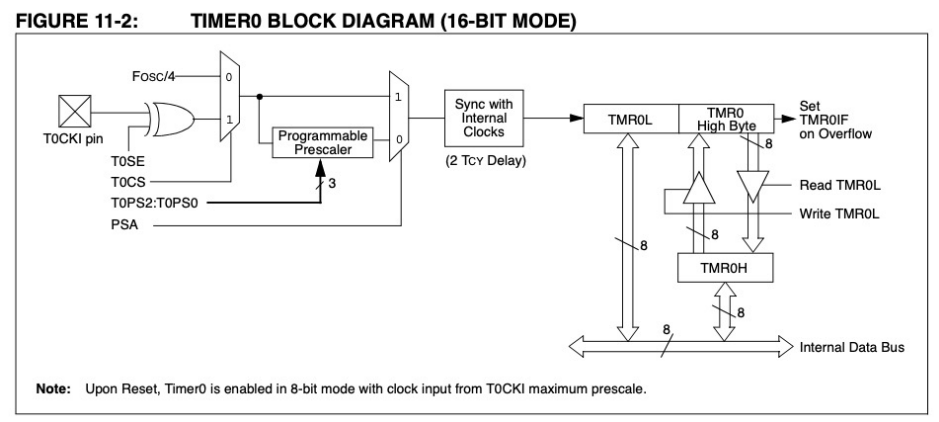 FIGURE 11-2: TIMER0 BLOCK DIAGRAM (16-BIT MODE)
FOSC/4
0
1
T0CKI pin
T0SE
T0CS
T0PS2:T0PS0
PSA
Programmable
Prescaler
3
1
0
Sync with
Internal
Clocks
(2 TCY Delay)
TMR0L
TMR0
High Byte
Set
TMR0IF
on Overflow
8
Read TMR0L
Write TMR0L
8
8
TMR0H
8
8
Internal Data Bus
Note: Upon Reset, Timer0 is enabled in 8-bit mode with clock input from T0CKI maximum prescale.